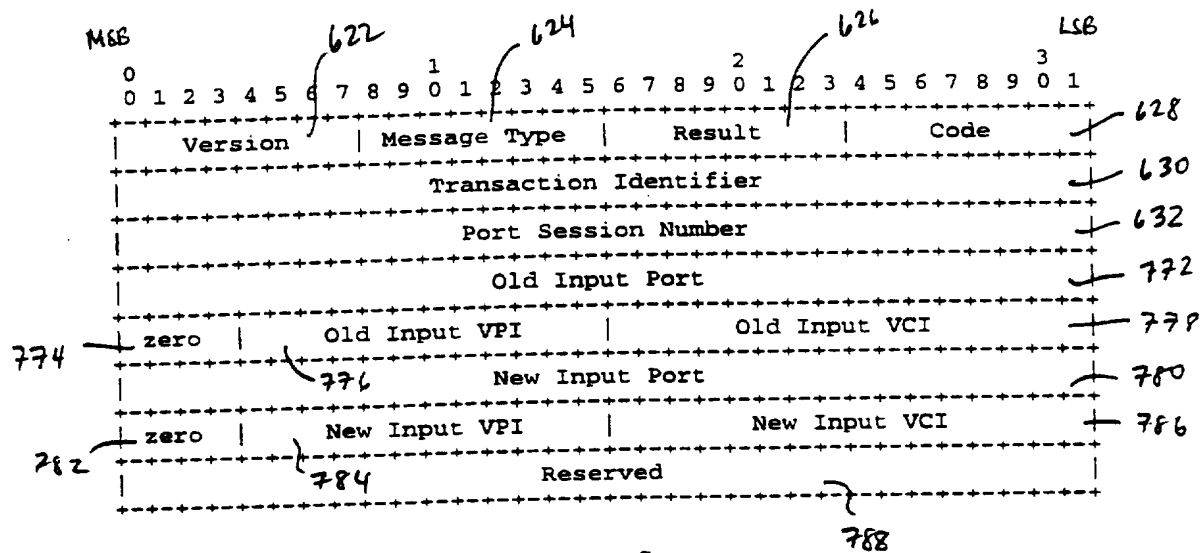 MSB 622 624 626 LSB
0 1 2 3
0 1 2 3 4 5 6 7 8 9 0 1 2 3 4 5 6 7 8 9 0 1 2 3 4 5 6 7 8 9 0 1
| Version | Message Type | Result | Code | 628
| Transaction Identifier | 630
| Port Session Number | 632
| Old Input Port | 772
774 | zero | Old Input VPI | Old Input VCI | 778
776
| New Input Port | 780
782 | zero | New Input VPI | New Input VCI | 786
784
| Reserved |
788